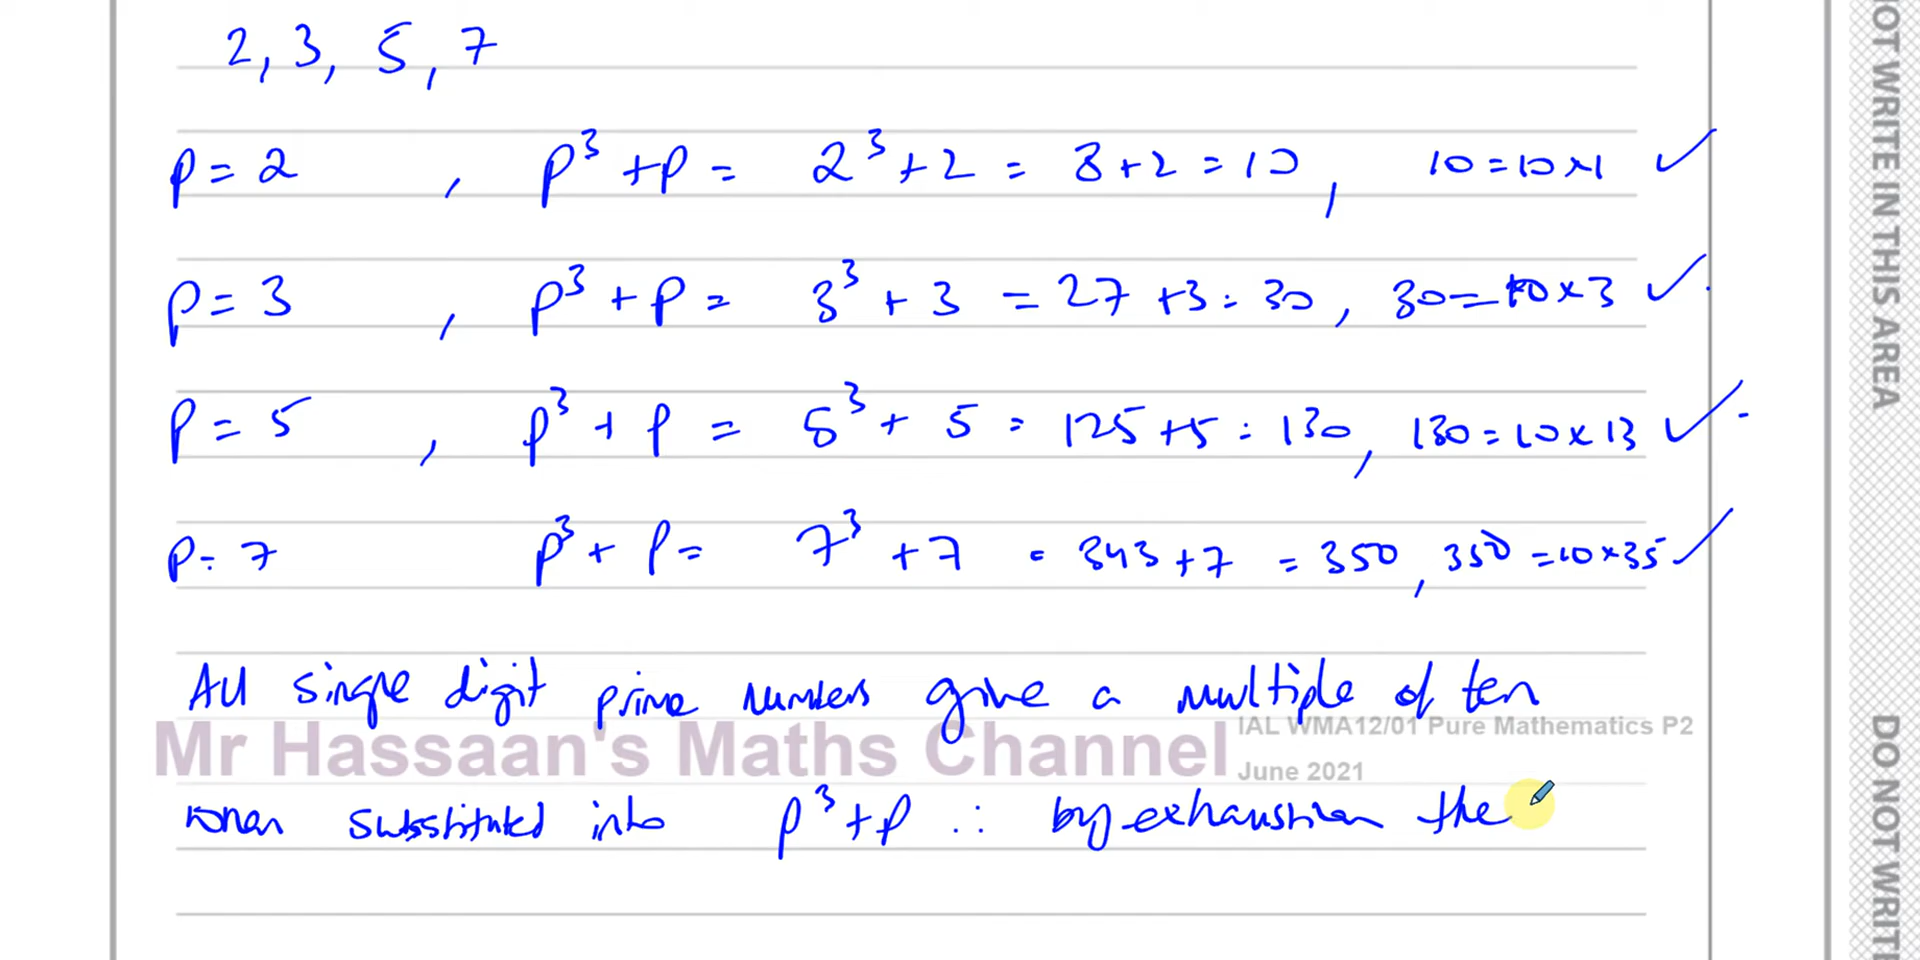 2, 3, 5, 7
p = 2 , p³ + p = 2³ + 2 = 8 + 2 = 10 , 10 = 10 × 1 ✓
p = 3 , p³ + p = 3³ + 3 = 27 + 3 = 30 , 30 = 10 × 3 ✓
p = 5 , p³ + p = 5³ + 5 = 125 + 5 = 130 , 130 = 10 × 13 ✓
p = 7 p³ + p = 7³ + 7 = 343 + 7 = 350 , 350 = 10 × 35 ✓
All single digit prime numbers give a multiple of ten
Mr Hassaan's Maths Channel
IAL WMA12/01 Pure Mathematics P2
June 2021
when substituted into p³ + p ∴ by exhaustion the
NOT WRITE IN THIS AREA
DO NOT WRITE